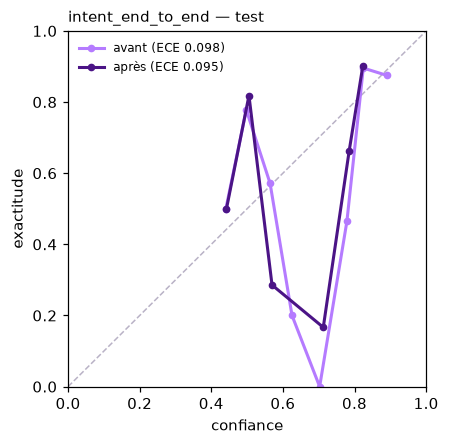 intent_end_to_end — test
avant (ECE 0.098)
après (ECE 0.095)
1.0
0.8
0.6
0.4
0.2
0.0
exactitude
0.0 0.2 0.4 0.6 0.8 1.0
confiance